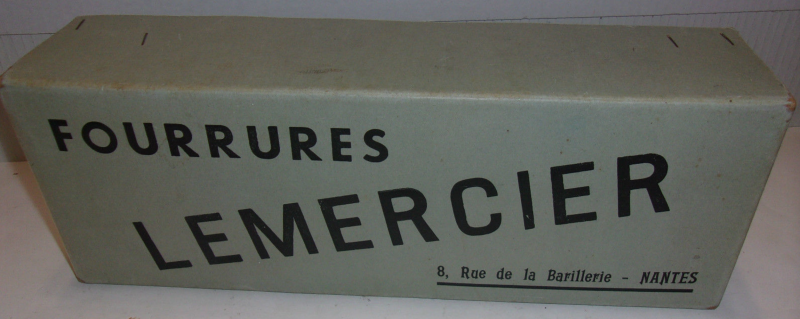 FOURRURES
LEMERCIER
8, Rue de la Barillerie - NANTES